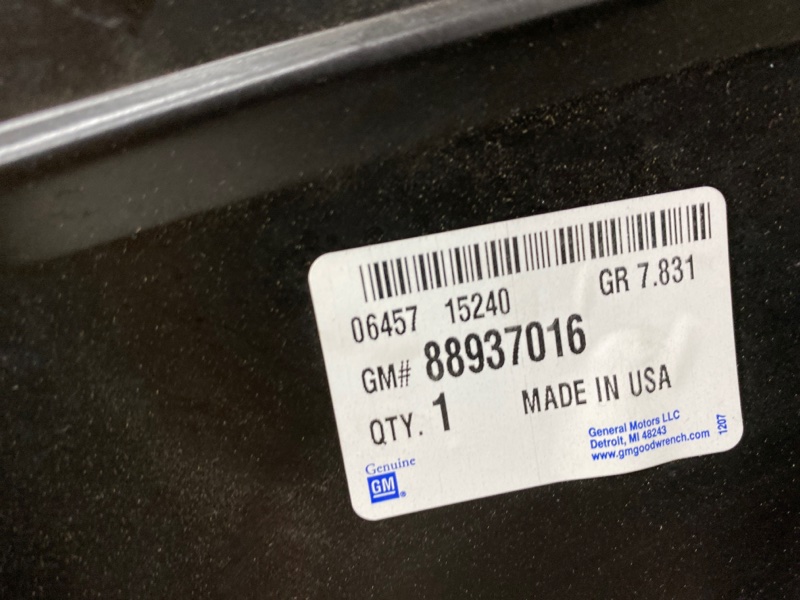 06457 15240 GR 7.831
GM# 88937016
QTY. 1 MADE IN USA
Genuine
GM
General Motors LLC
Detroit, MI 48243
www.gmgoodwrench.com
1207